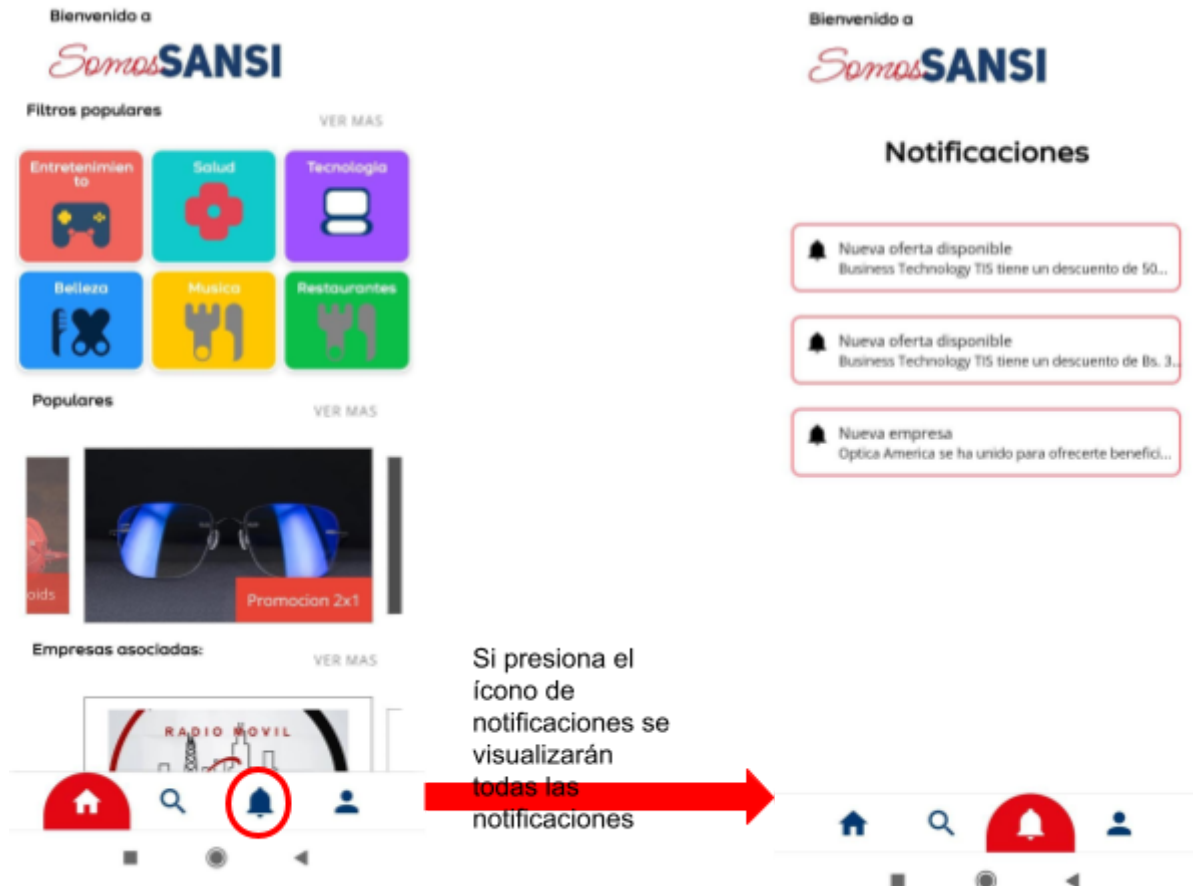 Bienvenido a
SomosSANSI
Filtros populares
VER MAS
Entretenimien
to
Salud
Tecnologia
Belleza
Musica
Restaurantes
Populares
VER MAS
oids
Promocion 2x1
Empresas asociadas:
VER MAS
RADIO MOVIL
Si presiona el
ícono de
notificaciones se
visualizarán
todas las
notificaciones
Bienvenido a
SomosSANSI
Notificaciones
Nueva oferta disponible
Business Technology TIS tiene un descuento de 50...
Nueva oferta disponible
Business Technology TIS tiene un descuento de Bs. 3...
Nueva empresa
Optica America se ha unido para ofrecerte benefici...